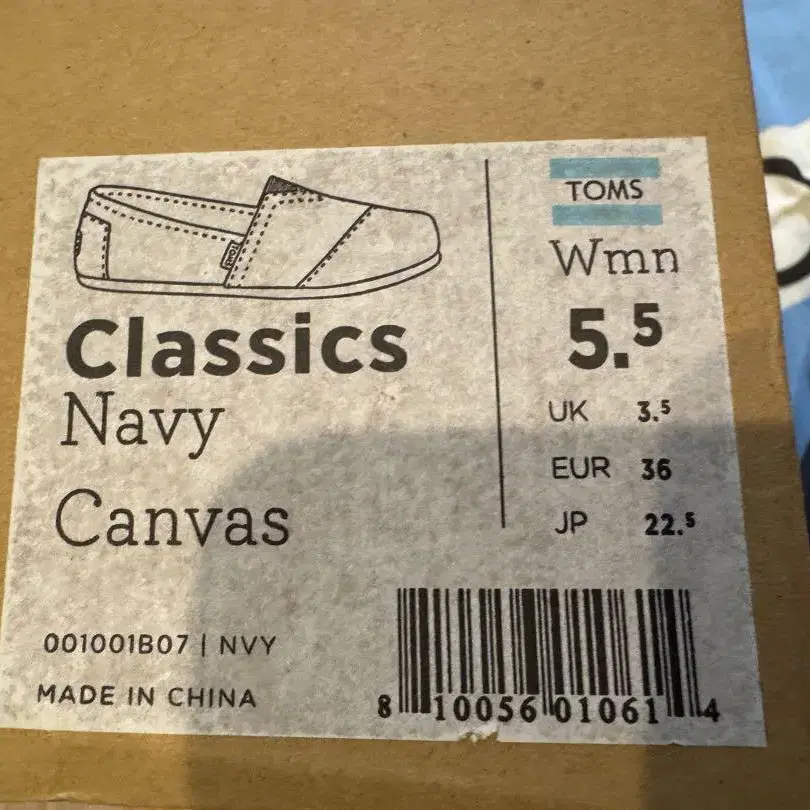 Classics
Navy
Canvas
001001B07 | NVY
MADE IN CHINA
TOMS
Wmn
5.5
UK 3.5
EUR 36
JP 22.5
8 10056 01061 4
TOMS